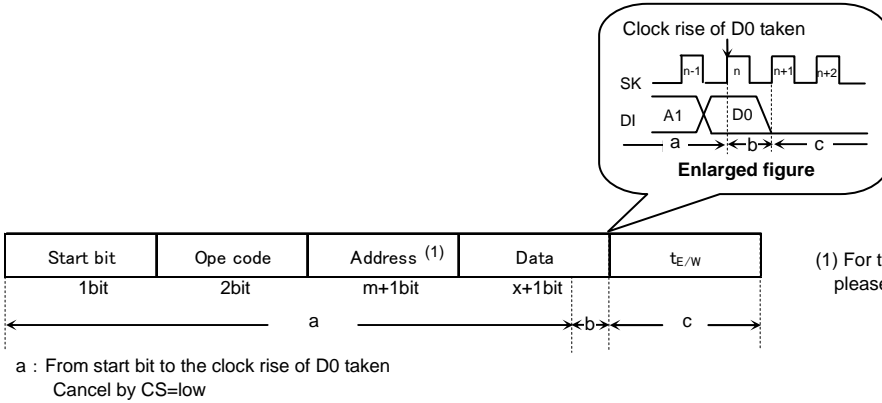 Clock rise of D0 taken
SK n-1 n n+1 n+2
DI A1 D0
a b c
Enlarged figure
Start bit Ope code Address (1) Data tE/W
1bit 2bit m+1bit x+1bit
a b c
(1) For t
please
a : From start bit to the clock rise of D0 taken
Cancel by CS=low